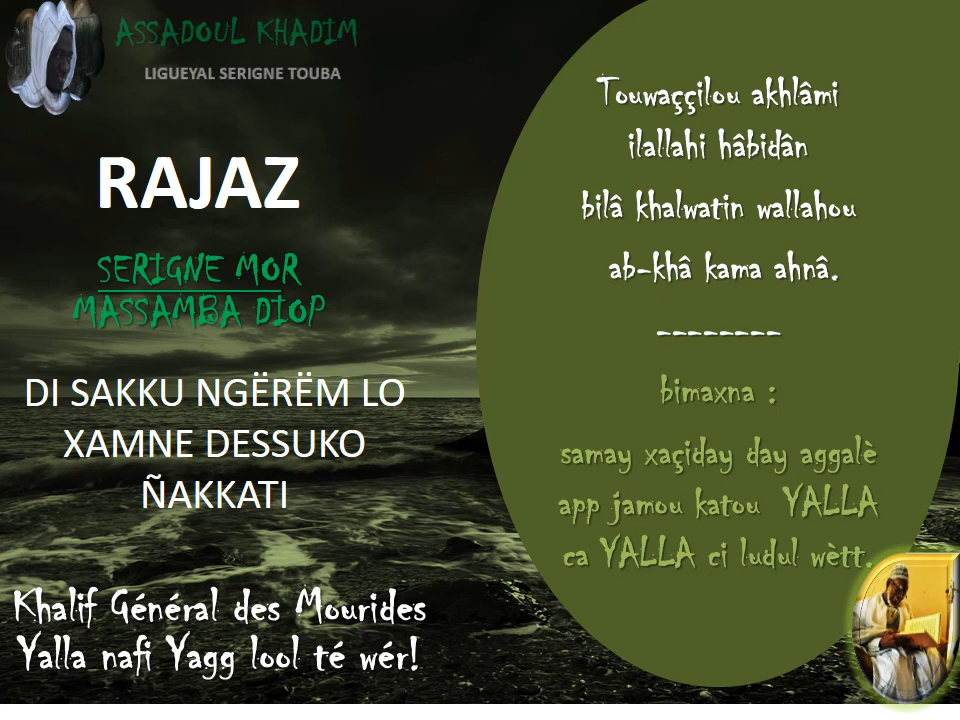 ASSADOUL KHADIM
LIGUEYAL SERIGNE TOUBA
RAJAZ
SERIGNE MOR
MASSAMBA DIOP
DI SAKKU NGËRËM LO
XAMNE DESSUKO
ÑAKKATI
Khalif Général des Mourides
Yalla nafi Yagg lool té wér!
Touwaççilou akhlâmi
ilallahi hâbidân
bilâ khalwatin wallahou
ab-khâ kama ahnâ.
--------
bimaxna :
samay xaçiday day aggalè
app jamou katou YALLA
ca YALLA ci ludul wètt.